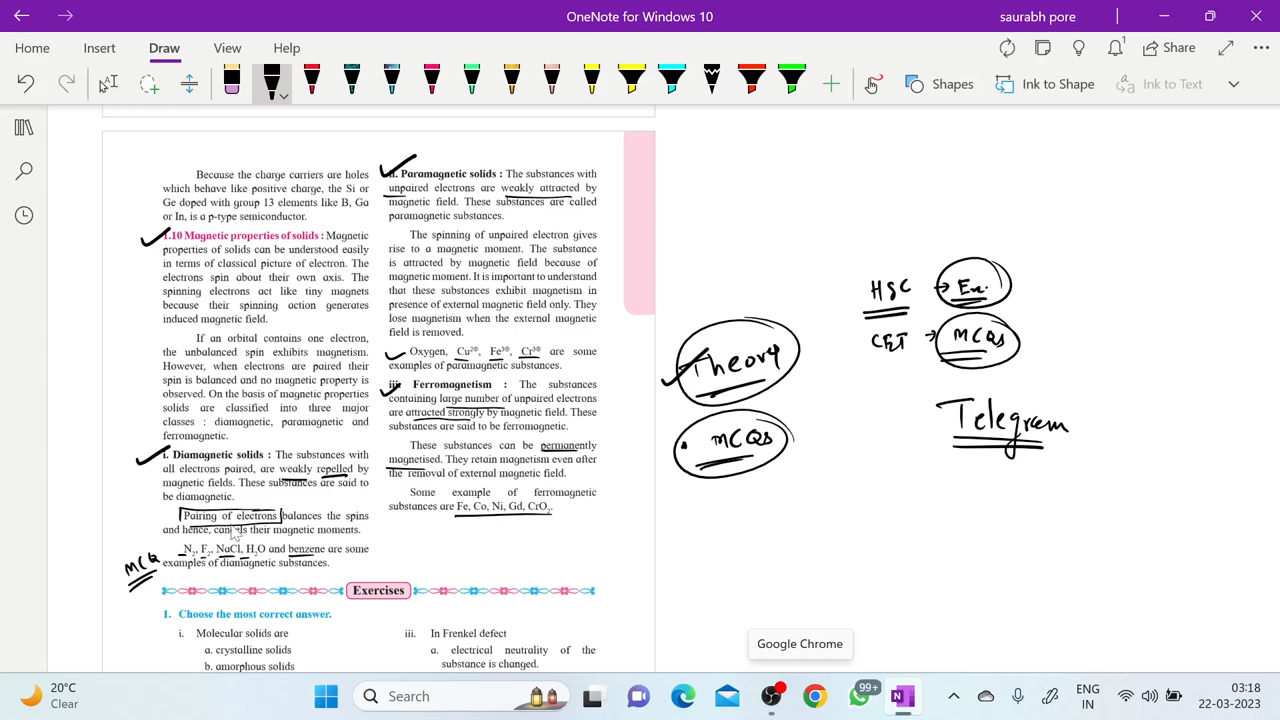 OneNote for Windows 10
saurabh pore
Home
Insert
Draw
View
Help
Share
Shapes
Ink to Shape
Ink to Text
Because the charge carriers are holes
which behave like positive charge, the Si or
Ge doped with group 13 elements like B, Ga
or In, is a p-type semiconductor.
1.10 Magnetic properties of solids : Magnetic
properties of solids can be understood easily
in terms of classical picture of electron. The
electrons spin about their own axis. The
spinning electrons act like tiny magnets
because their spinning action generates
induced magnetic field.
If an orbital contains one electron,
the unbalanced spin exhibits magnetism.
However, when electrons are paired their
spin is balanced and no magnetic property is
observed. On the basis of magnetic properties
solids are classified into three major
classes : diamagnetic, paramagnetic and
ferromagnetic.
i. Diamagnetic solids : The substances with
all electrons paired, are weakly repelled by
magnetic fields. These substances are said to
be diamagnetic.
Pairing of electrons balances the spins
and hence, cancels their magnetic moments.
MCQ
N₂, F₂, NaCl, H₂O and benzene are some
examples of diamagnetic substances.
ii. Paramagnetic solids : The substances with
unpaired electrons are weakly attracted by
magnetic field. These substances are called
paramagnetic substances.
The spinning of unpaired electron gives
rise to a magnetic moment. The substance
is attracted by magnetic field because of
magnetic moment. It is important to understand
that these substances exhibit magnetism in
presence of external magnetic field only. They
lose magnetism when the external magnetic
field is removed.
Oxygen, Cu²⊕, Fe³⊕, Cr³⊕ are some
examples of paramagnetic substances.
iii. Ferromagnetism : The substances
containing large number of unpaired electrons
are attracted strongly by magnetic field. These
substances are said to be ferromagnetic.
These substances can be permanently
magnetised. They retain magnetism even after
the removal of external magnetic field.
Some example of ferromagnetic
substances are Fe, Co, Ni, Gd, CrO₂.
Exercises
1. Choose the most correct answer.
i. Molecular solids are
a. crystalline solids
b. amorphous solids
iii. In Frenkel defect
a. electrical neutrality of the
substance is changed.
Theory
MCQs
HSC → Ex.
CET → MCQs
Telegram
Google Chrome
20°C
Clear
Search
99+
ENG
IN
03:18
22-03-2023